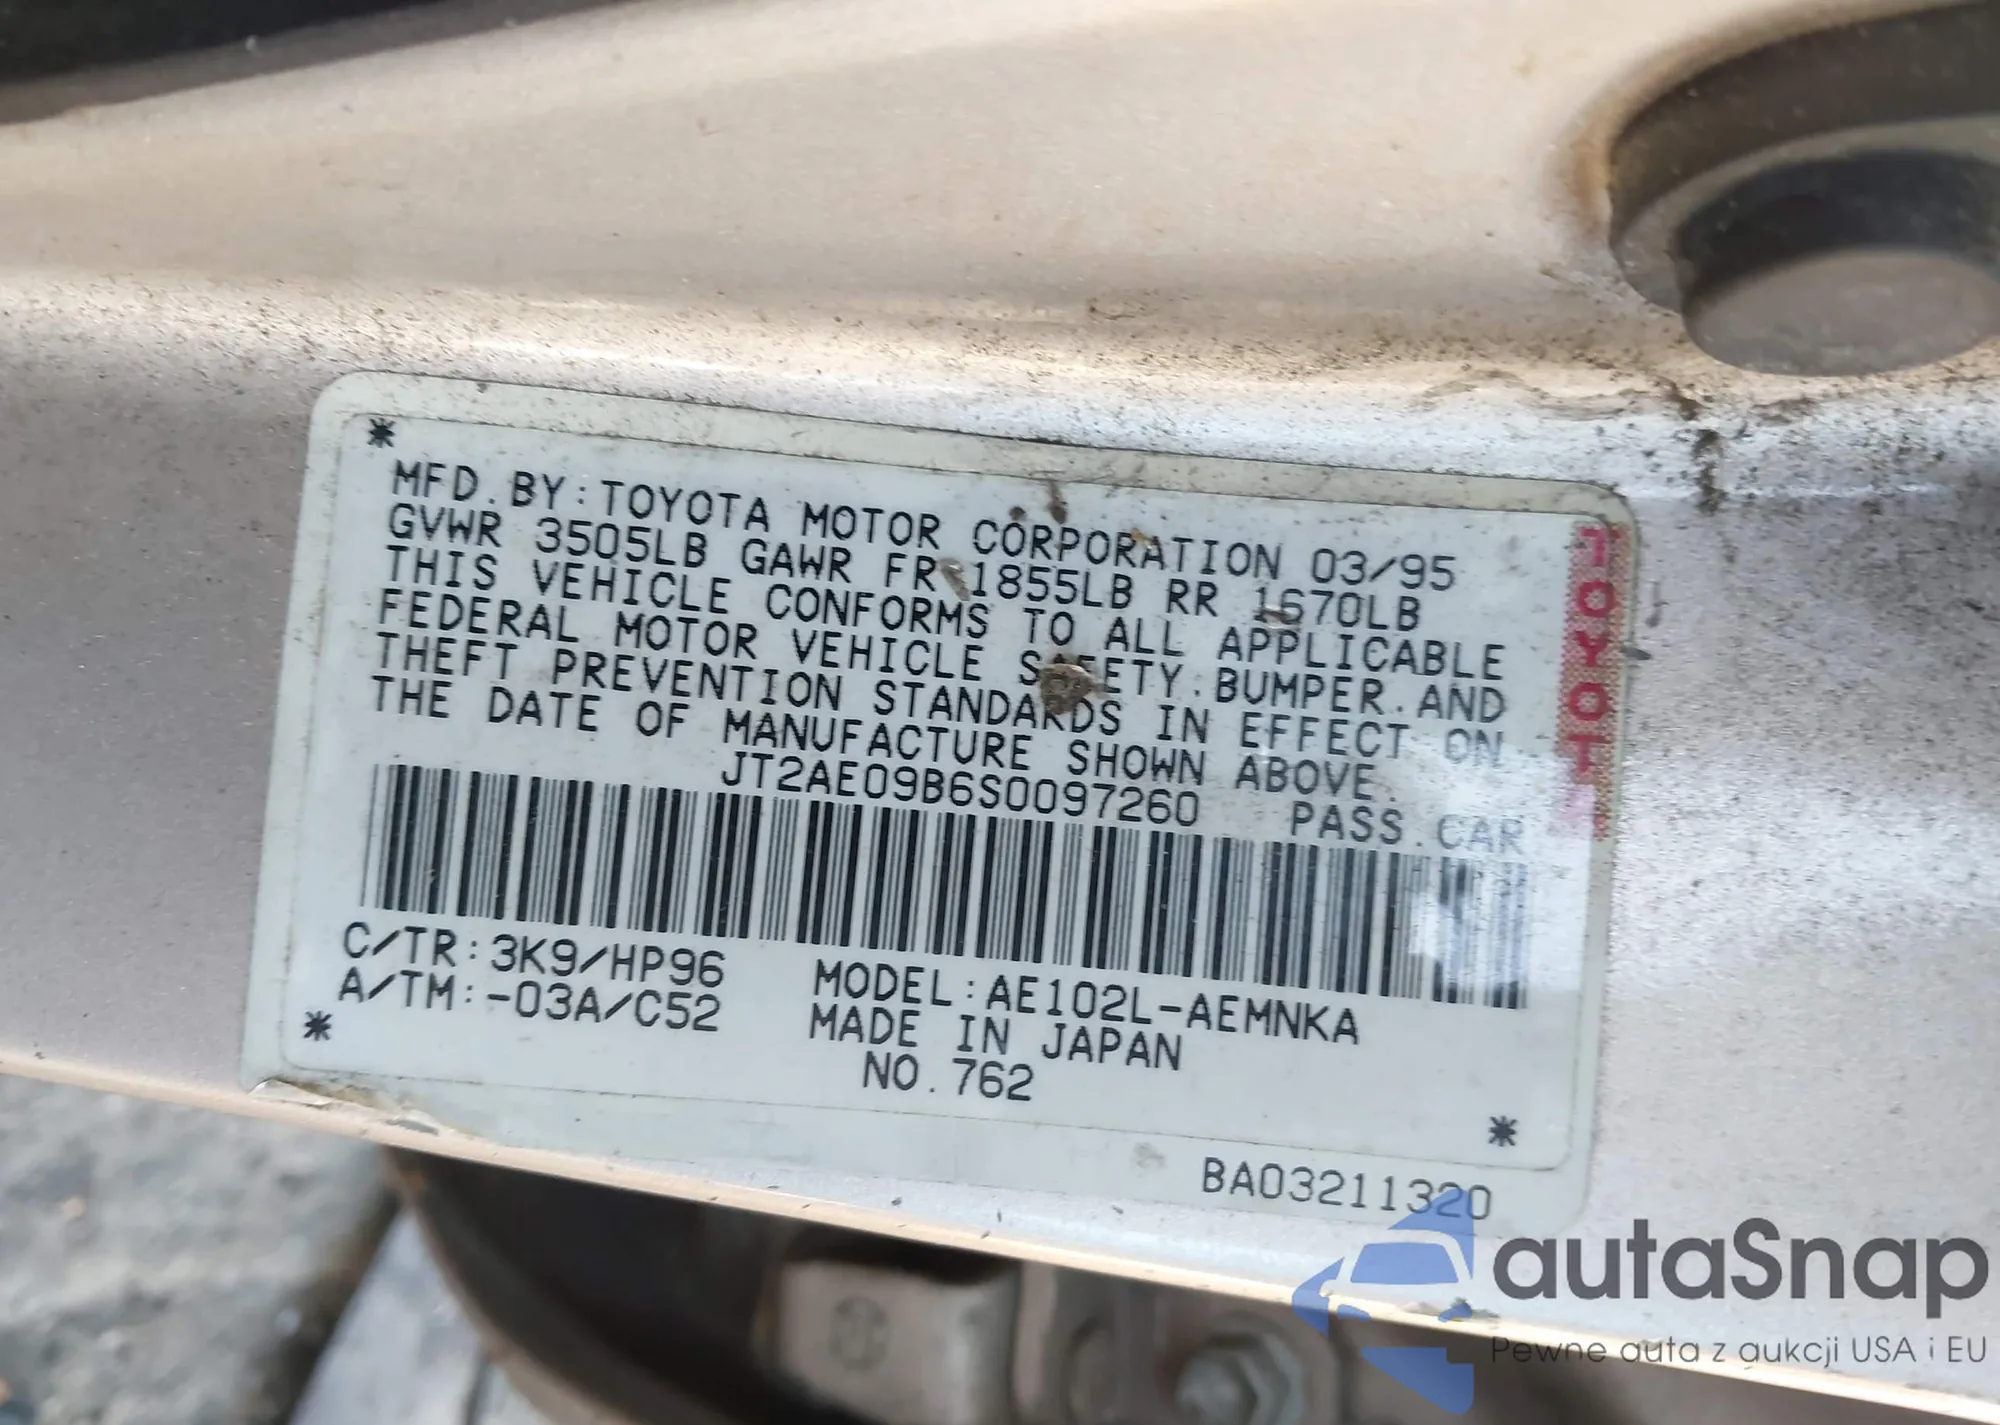 MFD. BY: TOYOTA MOTOR CORPORATION 03/95
GVWR 3505LB GAWR FR 1855LB RR 1670LB
THIS VEHICLE CONFORMS TO ALL APPLICABLE
FEDERAL MOTOR VEHICLE SAFETY. BUMPER. AND
THEFT PREVENTION STANDARDS IN EFFECT ON
THE DATE OF MANUFACTURE SHOWN ABOVE.
JT2AE09B6S0097260 PASS. CAR
C/TR: 3K9/HP96 MODEL: AE102L-AEMNKA
A/TM: -03A/C52 MADE IN JAPAN
NO. 762
BA03211320
TOYOTA
autaSnap
Pewne auta z aukcji USA i EU